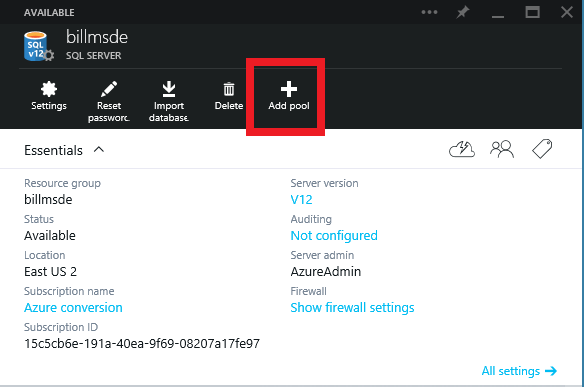 AVAILABLE
billmsde
SQL SERVER
SQL
v12
Settings
Reset
passworc.
Import
database.
Delete
Add pool
Essentials
Resource group
billmsde
Status
Available
Location
East US 2
Subscription name
Azure conversion
Subscription ID
15c5cb6e-191a-40ea-9f69-08207a17fe97
Server version
V12
Auditing
Not configured
Server admin
AzureAdmin
Firewall
Show firewall settings
All settings